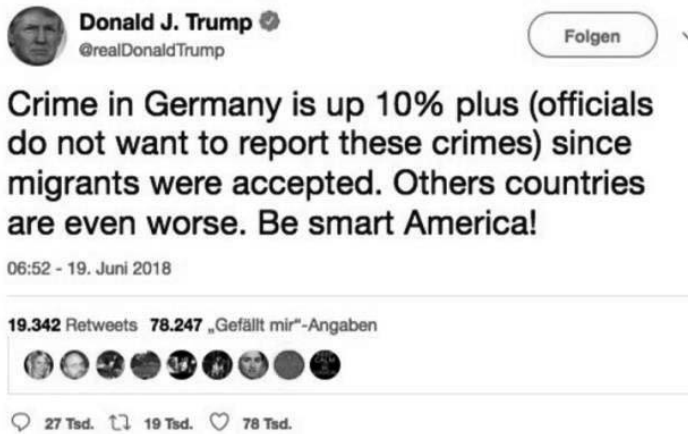 Donald J. Trump
@realDonaldTrump
Folgen
Crime in Germany is up 10% plus (officials
do not want to report these crimes) since
migrants were accepted. Others countries
are even worse. Be smart America!
06:52 - 19. Juni 2018
19.342 Retweets 78.247 „Gefällt mir“-Angaben
27 Tsd. 19 Tsd. 78 Tsd.